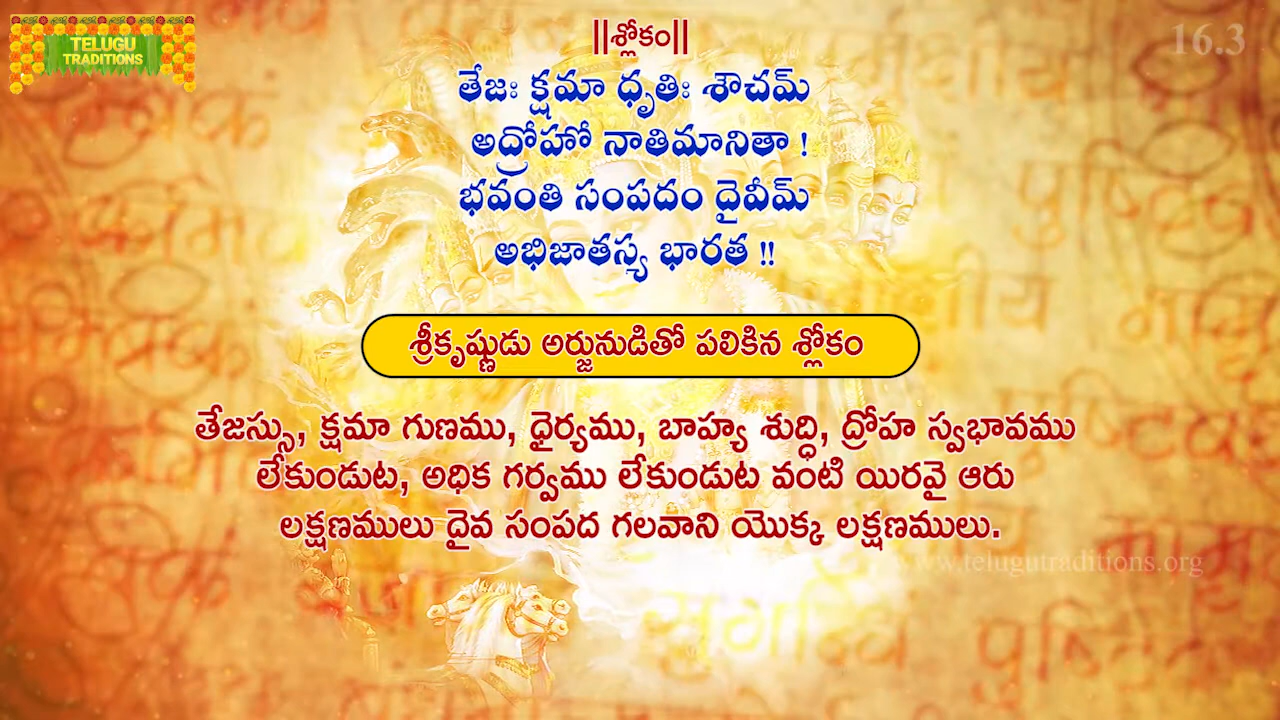 TELUGU
TRADITIONS
||శ్లోకం||
16.3
తేజః క్షమా ధృతిః శౌచమ్
అద్రోహో నాతిమానితా !
భవంతి సంపదం దైవీమ్
అభిజాతస్య భారత !!
శ్రీకృష్ణుడు అర్జునుడితో పలికిన శ్లోకం
తేజస్సు, క్షమా గుణము, ధైర్యము, బాహ్య శుద్ధి, ద్రోహ స్వభావము
లేకుండుట, అధిక గర్వము లేకుండుట వంటి యిరవై ఆరు
లక్షణములు దైవ సంపద గలవాని యొక్క లక్షణములు.
www.telugutraditions.org